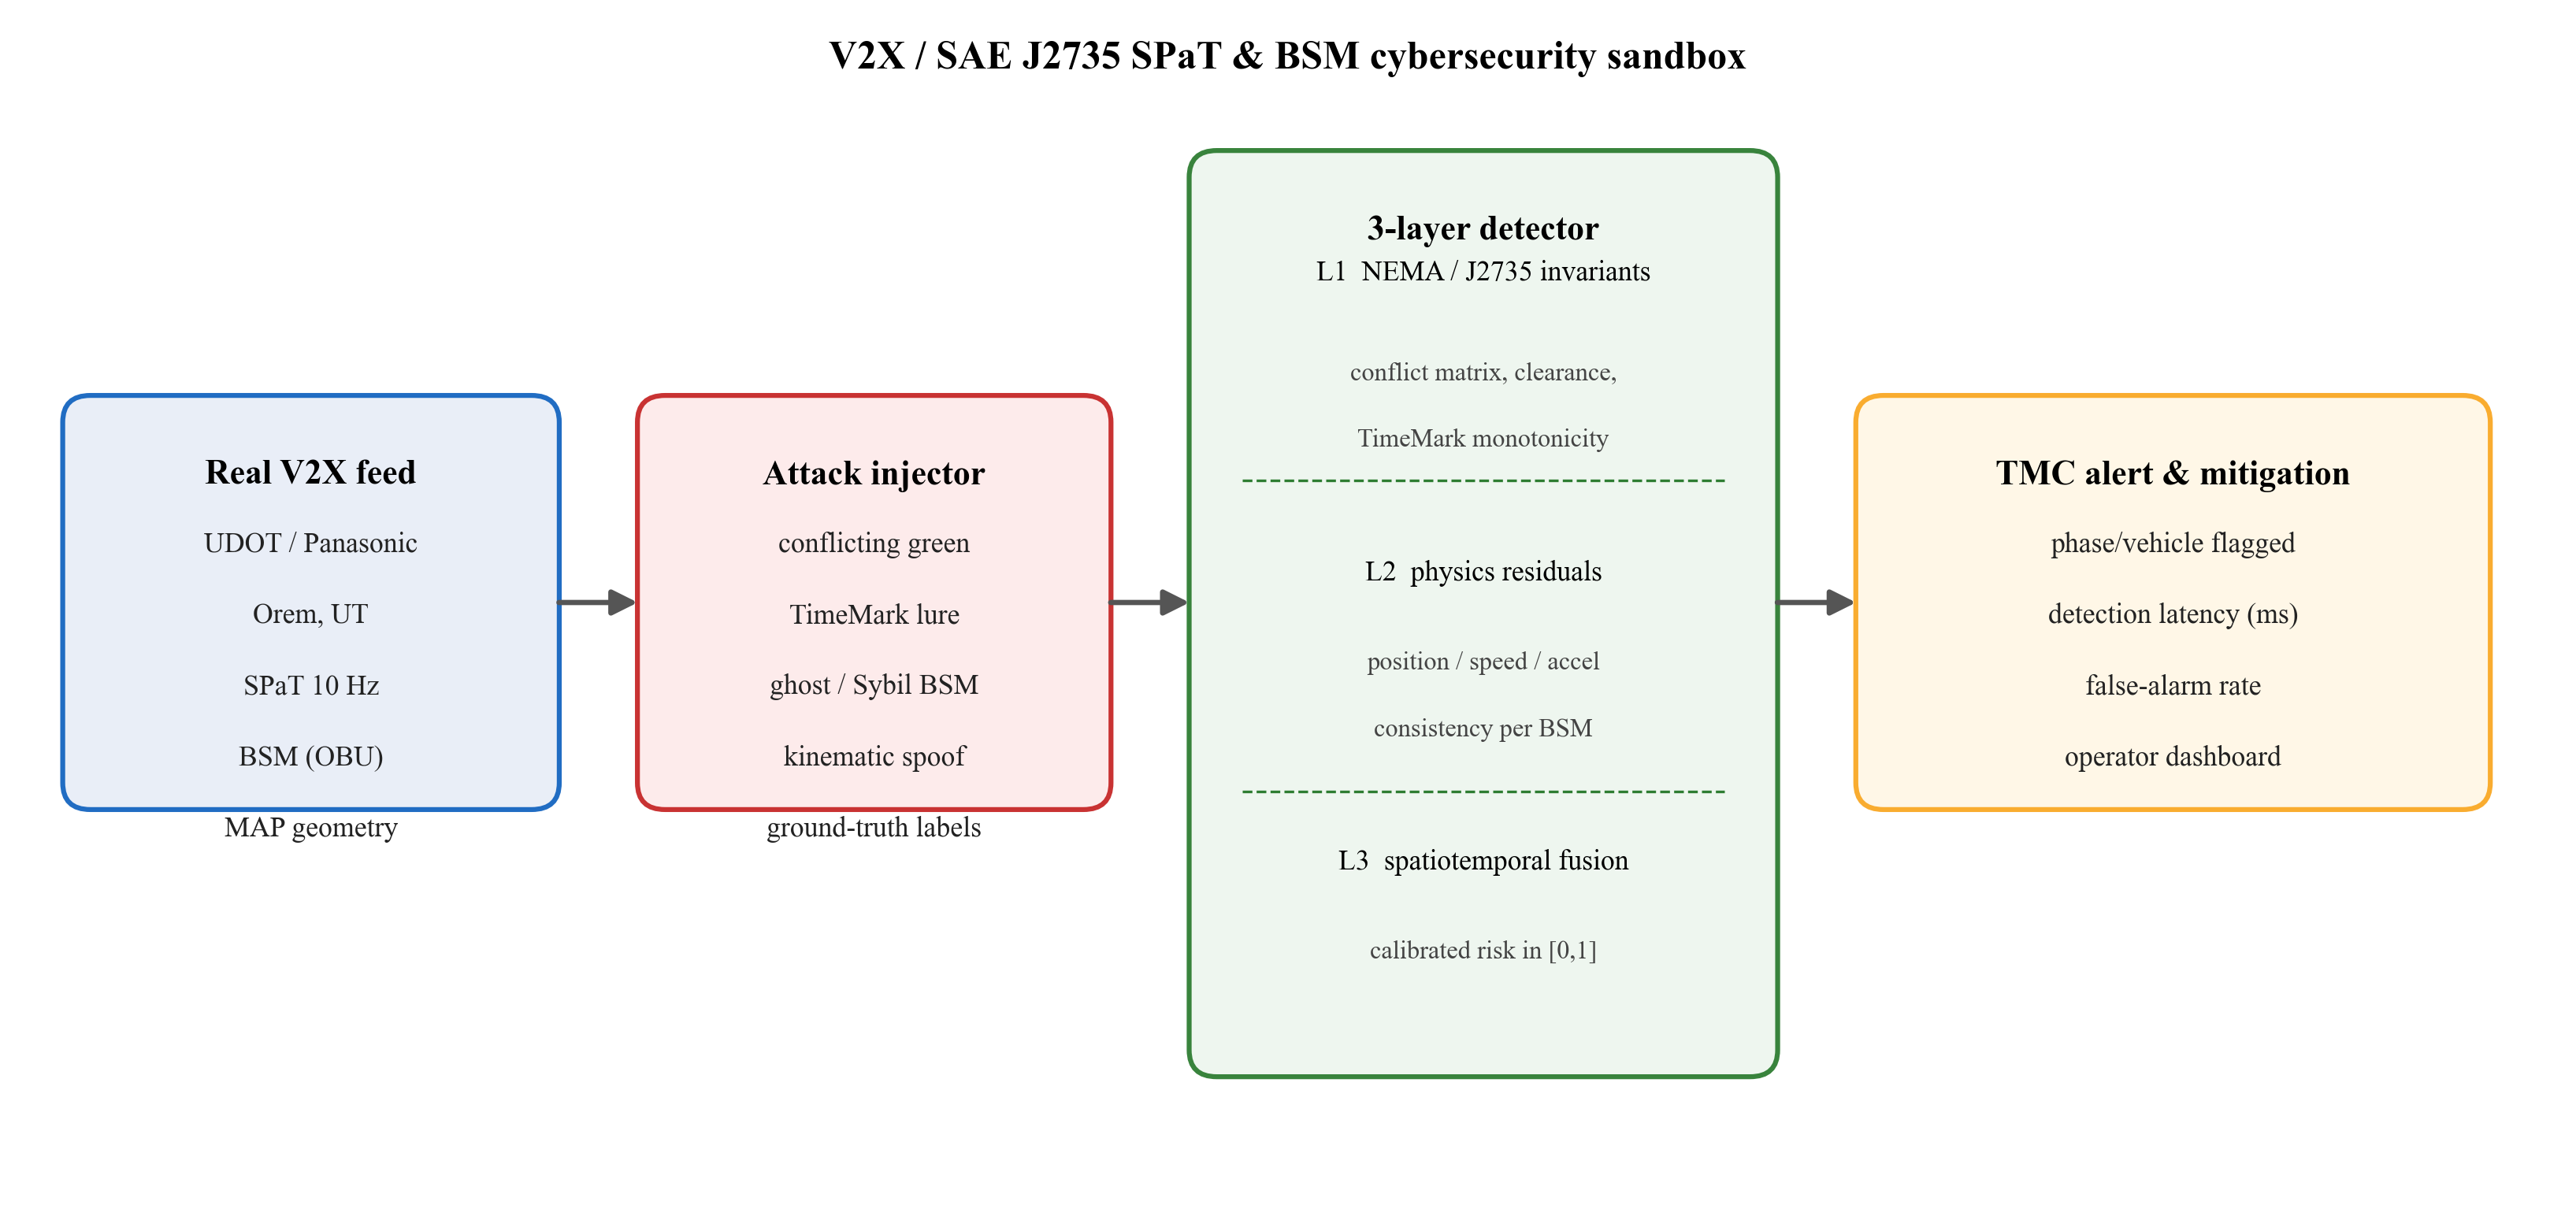 V2X / SAE J2735 SPaT & BSM cybersecurity sandbox
Real V2X feed
UDOT / Panasonic
Orem, UT
SPaT 10 Hz
BSM (OBU)
MAP geometry
Attack injector
conflicting green
TimeMark lure
ghost / Sybil BSM
kinematic spoof
ground-truth labels
3-layer detector
L1 NEMA / J2735 invariants
conflict matrix, clearance,
TimeMark monotonicity
L2 physics residuals
position / speed / accel
consistency per BSM
L3 spatiotemporal fusion
calibrated risk in [0,1]
TMC alert & mitigation
phase/vehicle flagged
detection latency (ms)
false-alarm rate
operator dashboard